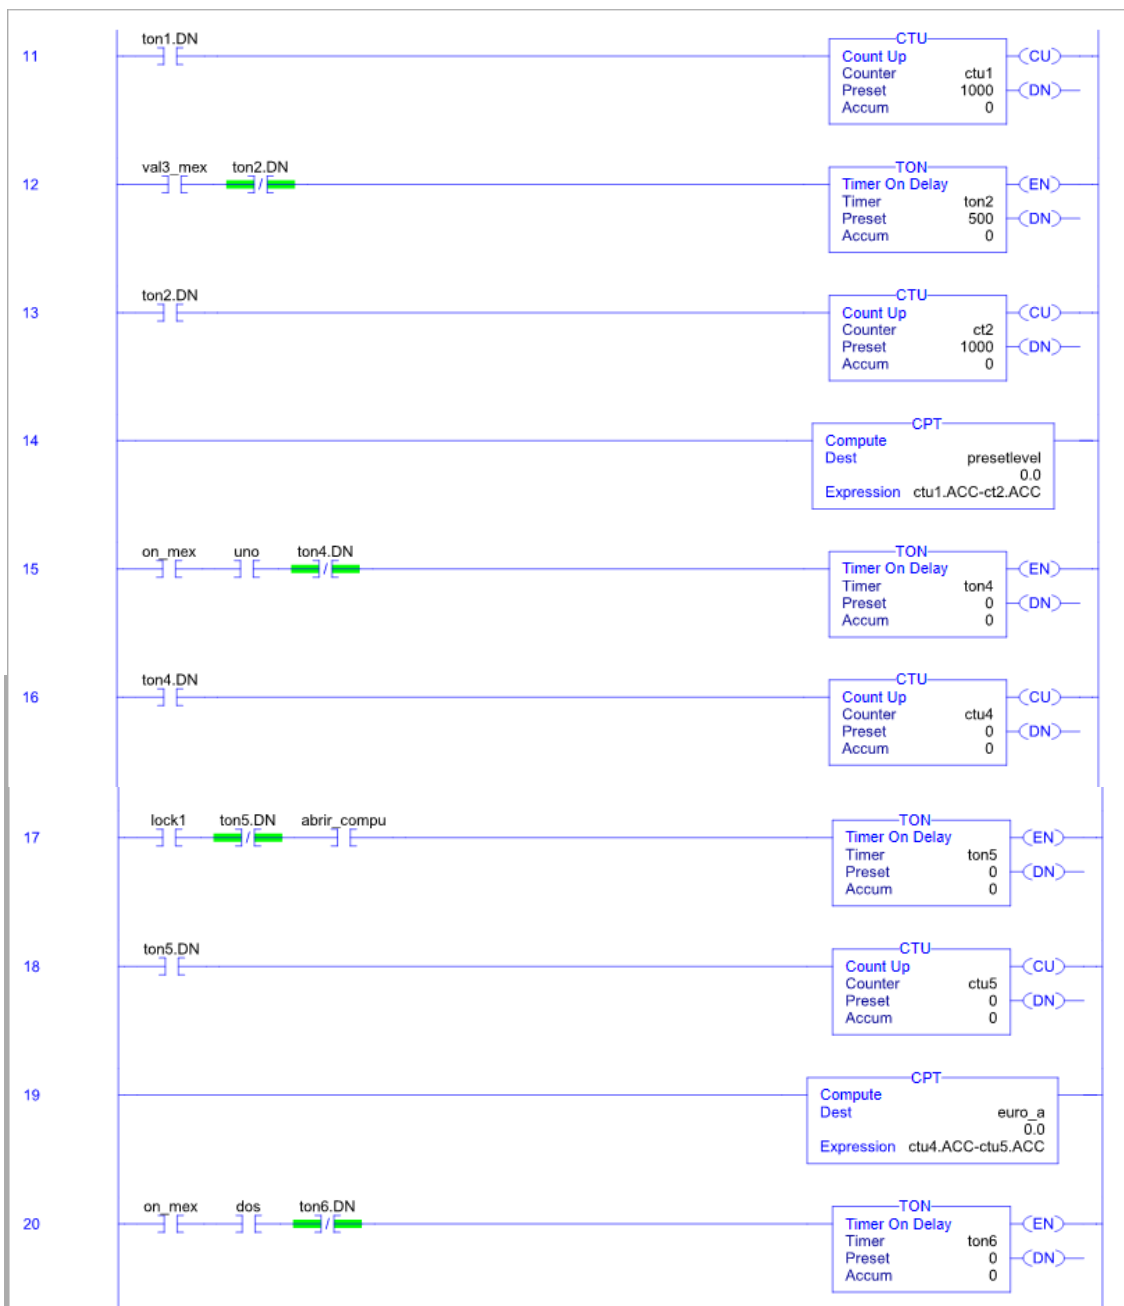 ton1.DN
CTU
11
Count Up
CU
Counter ctu1
Preset 1000
DN
Accum 0
val3_mex ton2.DN
TON
12
Timer On Delay
EN
Timer ton2
Preset 500
DN
Accum 0
ton2.DN
CTU
13
Count Up
CU
Counter ct2
Preset 1000
DN
Accum 0
CPT
14
Compute
Dest presetlevel
0.0
Expression ctu1.ACC-ct2.ACC
on_mex uno ton4.DN
TON
15
Timer On Delay
EN
Timer ton4
Preset 0
DN
Accum 0
ton4.DN
CTU
16
Count Up
CU
Counter ctu4
Preset 0
DN
Accum 0
lock1 ton5.DN abrir_compu
TON
17
Timer On Delay
EN
Timer ton5
Preset 0
DN
Accum 0
ton5.DN
CTU
18
Count Up
CU
Counter ctu5
Preset 0
DN
Accum 0
CPT
19
Compute
Dest euro_a
0.0
Expression ctu4.ACC-ctu5.ACC
on_mex dos ton6.DN
TON
20
Timer On Delay
EN
Timer ton6
Preset 0
DN
Accum 0